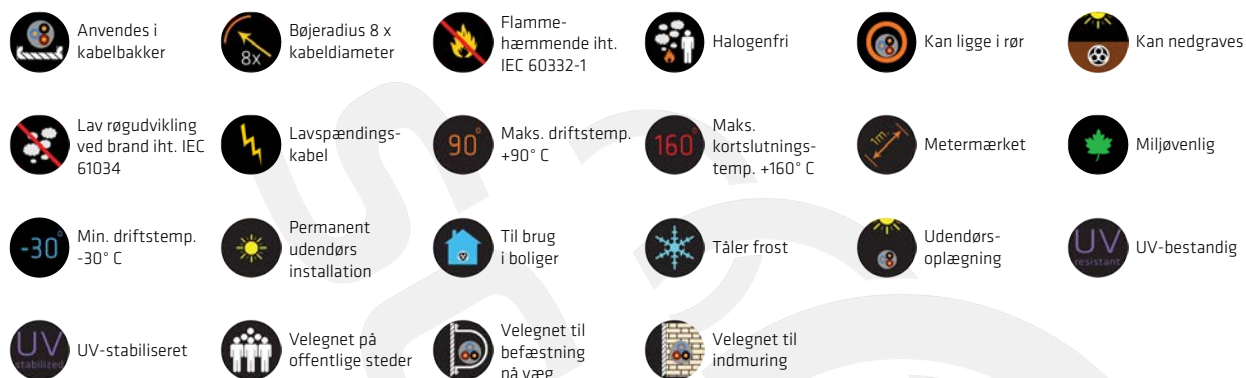 Anvendes i
kabelbakker
8x
Bøjeradius 8 x
kabeldiameter
Flamme-
hæmmende iht.
IEC 60332-1
Halogenfri
Kan ligge i rør
Kan nedgraves
Lav røgudvikling
ved brand iht. IEC
61034
Lavspændings-
kabel
90°
Maks. driftstemp.
+90° C
160°
Maks.
kortslutnings-
temp. +160° C
1m.
Metermærket
Miljøvenlig
-30°
Min. driftstemp.
-30° C
Permanent
udendørs
installation
Til brug
i boliger
Tåler frost
Udendørs-
oplægning
UV
resistant
UV-bestandig
UV
stabilized
UV-stabiliseret
Velegnet på
offentlige steder
Velegnet til
befæstning
på væg
Velegnet til
indmuring